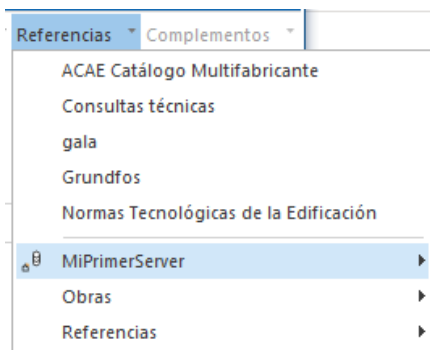 Referencias Complementos
ACAE Catálogo Multifabricante
Consultas técnicas
gala
Grundfos
Normas Tecnológicas de la Edificación
MiPrimerServer
Obras
Referencias